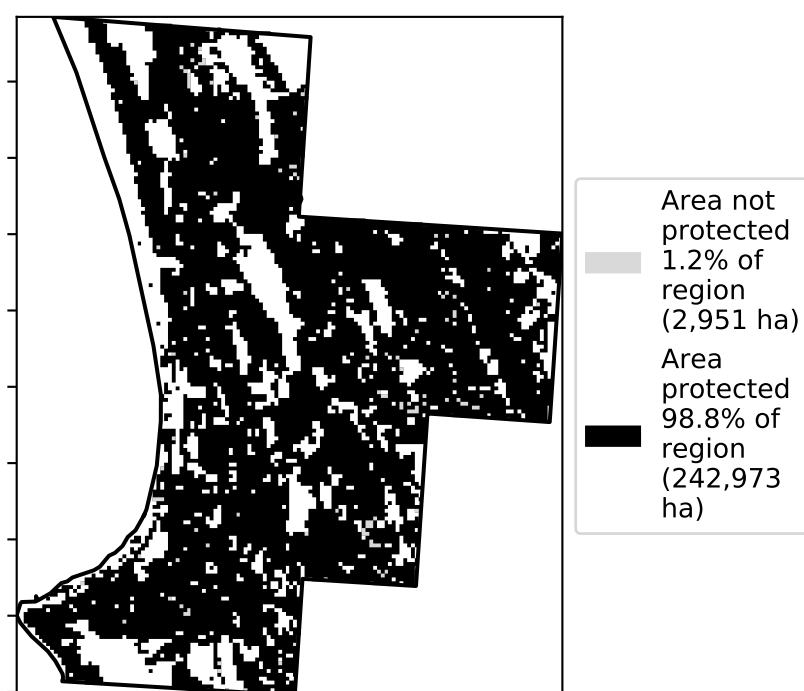 Area not
protected
1.2% of
region
(2,951 ha)
Area
protected
98.8% of
region
(242,973
ha)